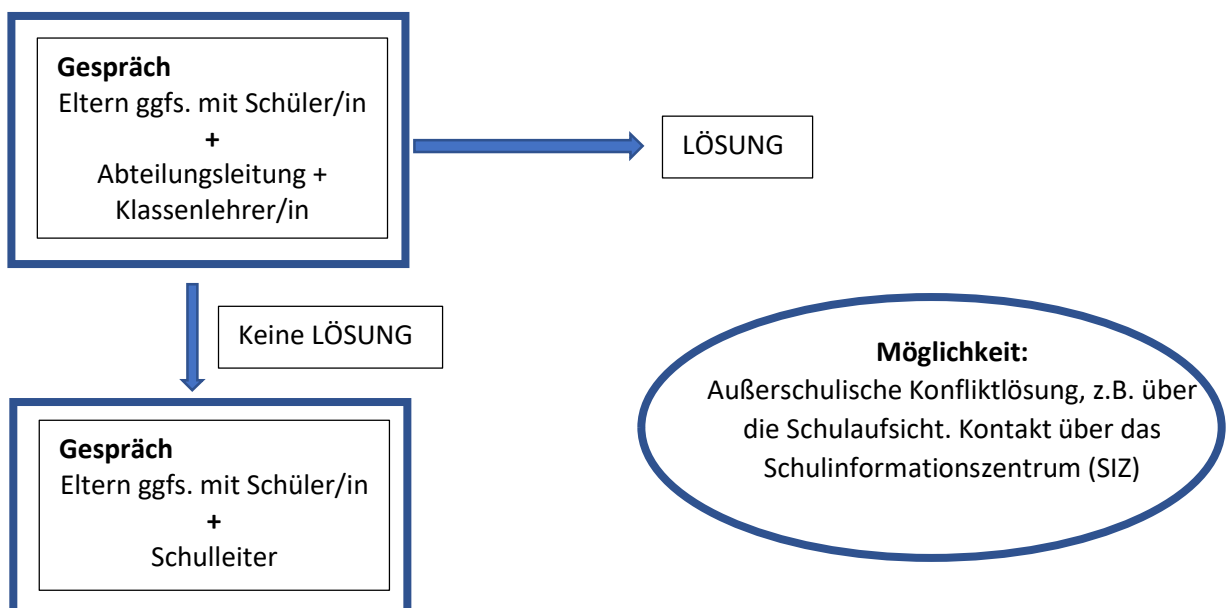 Gespräch
Eltern ggfs. mit Schüler/in
+
Abteilungsleitung +
Klassenlehrer/in
LÖSUNG
Keine LÖSUNG
Möglichkeit:
Außerschulische Konfliktlösung, z.B. über
die Schulaufsicht. Kontakt über das
Schulinformationszentrum (SIZ)
Gespräch
Eltern ggfs. mit Schüler/in
+
Schulleiter